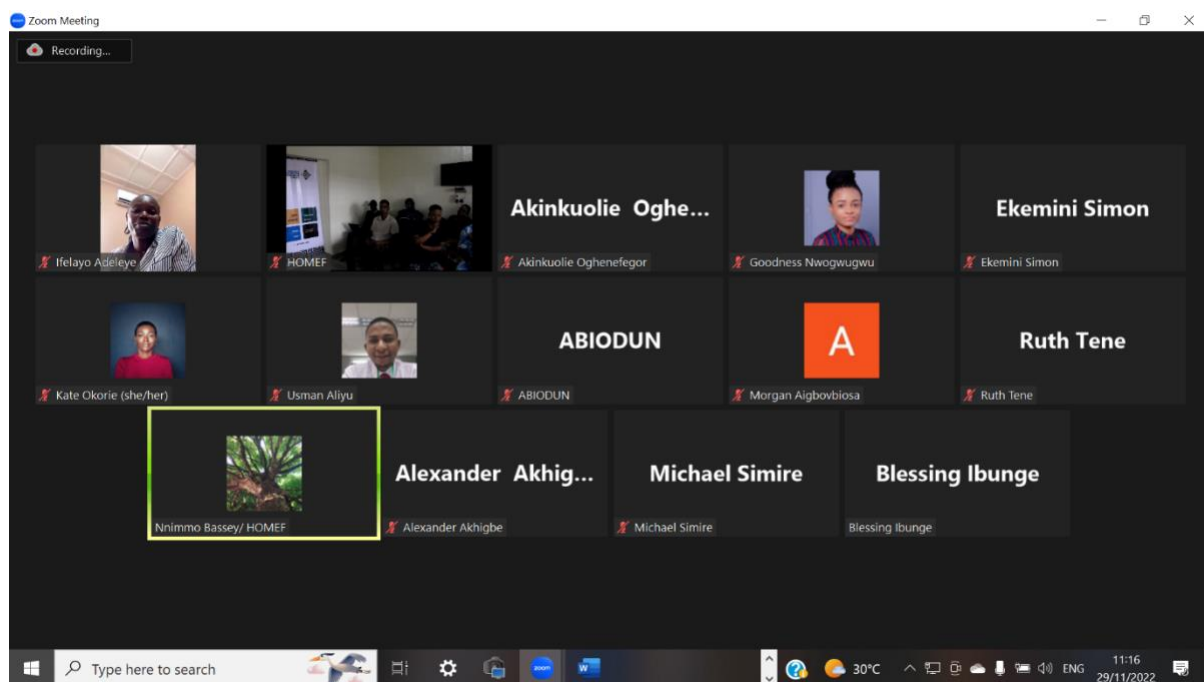 Zoom Meeting
Recording...
Akinkuolie Oghe...
Ekemini Simon
Ifelayo Adeleye
HOMEF
Akinkuolie Oghenefegor
Goodness Nwogwugwu
Ekemini Simon
ABIODUN
A
Ruth Tene
Kate Okorie (she/her)
Usman Aliyu
ABIODUN
Morgan Aigbovbiosa
Ruth Tene
Alexander Akhig...
Michael Simire
Blessing Ibunge
Nnimmo Bassey/ HOMEF
Alexander Akhigbe
Michael Simire
Blessing Ibunge
Type here to search
zoom
W
30°C
ENG
11:16
29/11/2022